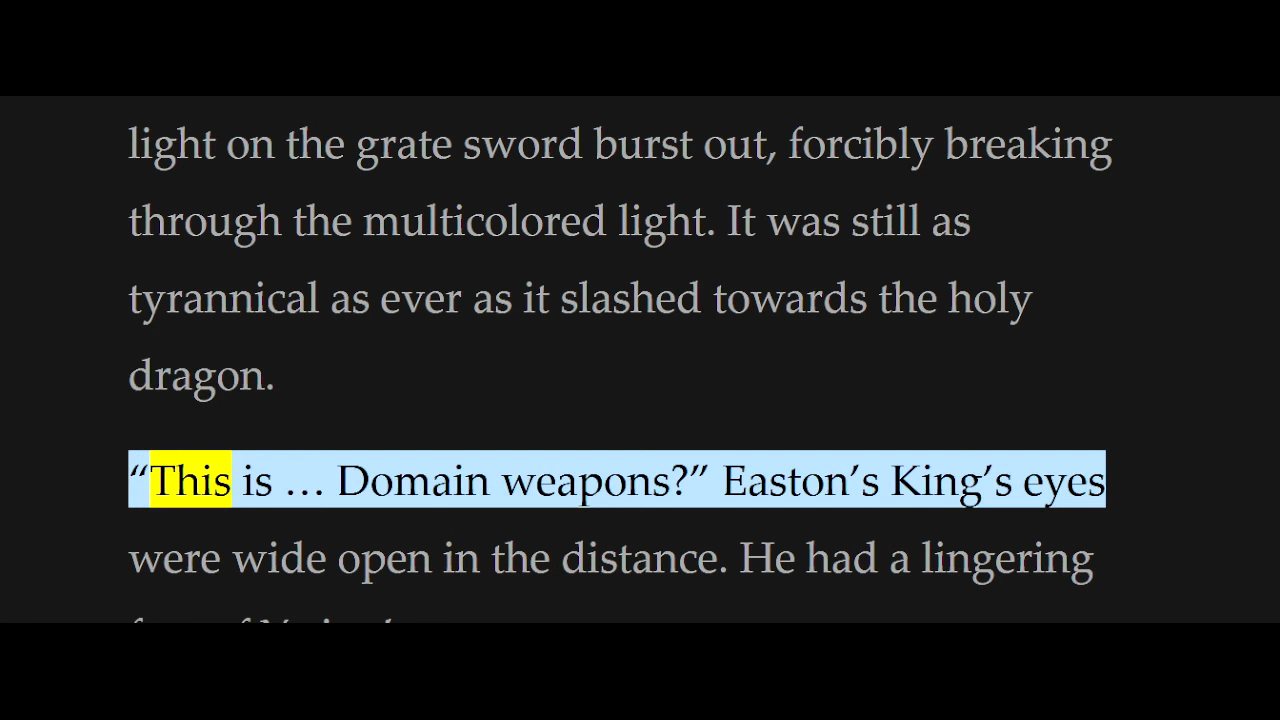 light on the grate sword burst out, forcibly breaking
through the multicolored light. It was still as
tyrannical as ever as it slashed towards the holy
dragon.
“This is … Domain weapons?” Easton’s King’s eyes
were wide open in the distance. He had a lingering